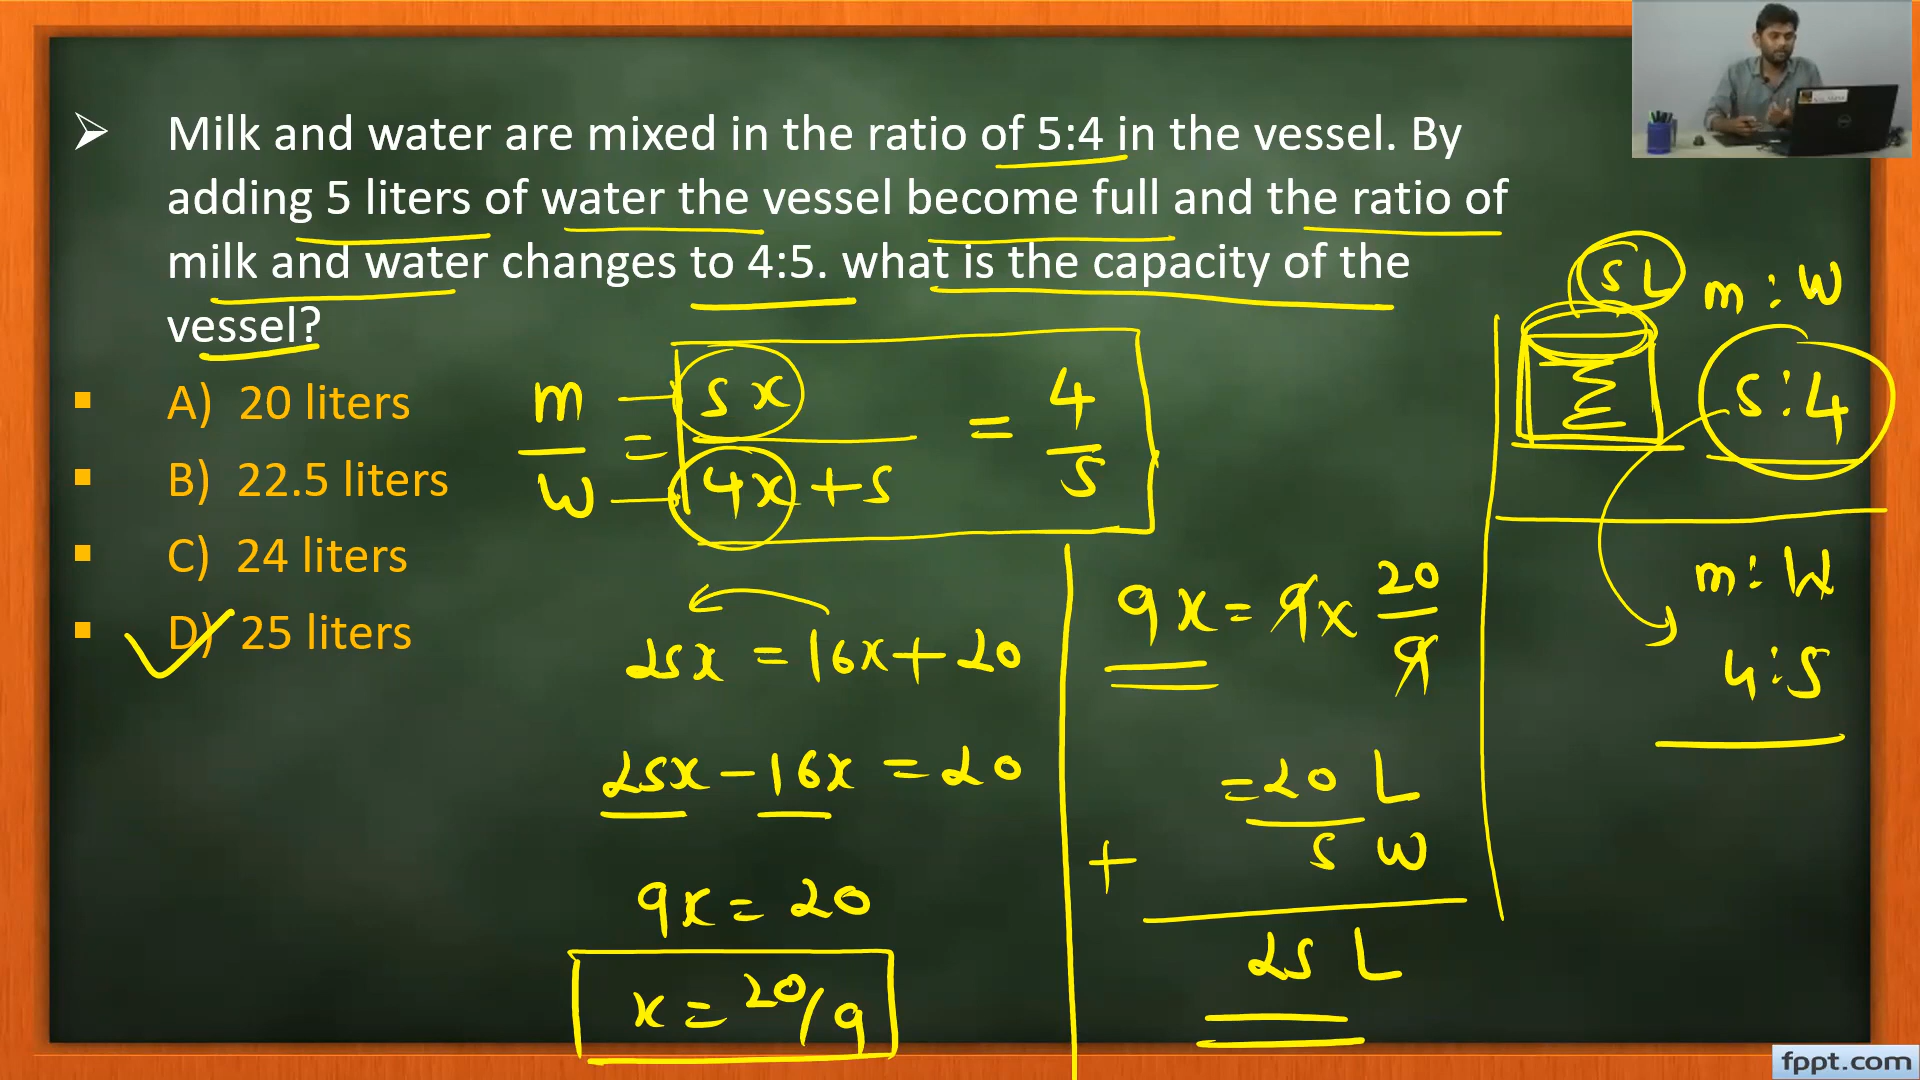 ➢ Milk and water are mixed in the ratio of 5:4 in the vessel. By
adding 5 liters of water the vessel become full and the ratio of
milk and water changes to 4:5. what is the capacity of the
vessel?
▪ A) 20 liters
▪ B) 22.5 liters
▪ C) 24 liters
▪ D) 25 liters
m/W = 5x/4x+5 = 4/5
25x = 16x+20
25x - 16x = 20
9x = 20
x = 20/9
9x = 9 x 20/9
= 20 L
+ 5 W
25 L
5 L
m : W
5 : 4
m : W
4 : 5
fppt.com